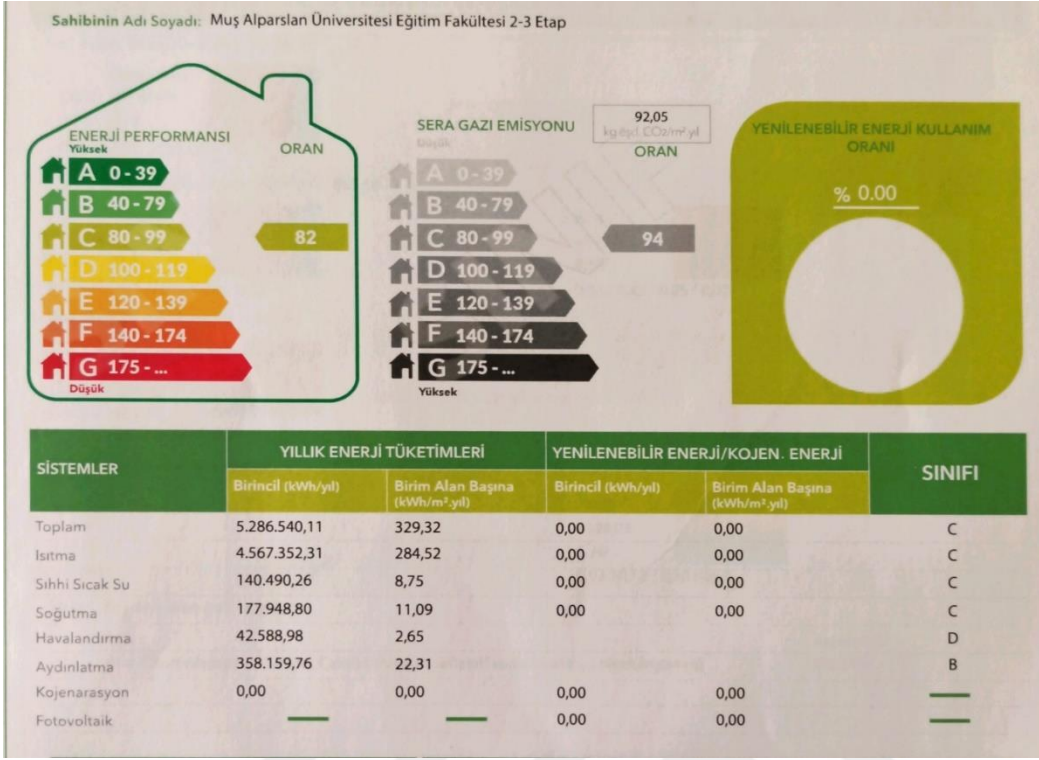 Sahibinin Adı Soyadı: Muş Alparslan Üniversitesi Eğitim Fakültesi 2-3 Etap
ENERJİ PERFORMANSI
Yüksek
ORAN
A 0-39
B 40-79
C 80-99
82
D 100-119
E 120-139
F 140-174
G 175-...
Düşük
SERA GAZI EMİSYONU
Düşük
92,05
kg eşd.CO2/m² yıl
ORAN
A 0-39
B 40-79
C 80-99
94
D 100-119
E 120-139
F 140-174
G 175-...
Yüksek
YENİLENEBİLİR ENERJİ KULLANIM
ORANI
% 0.00
SİSTEMLER YILLIK ENERJİ TÜKETİMLERİ YENİLENEBİLİR ENERJİ/KOJEN. ENERJİ SINIFI
Birincil (kWh/yıl) Birim Alan Başına (kWh/m².yıl) Birincil (kWh/yıl) Birim Alan Başına (kWh/m².yıl)
Toplam 5.286.540,11 329,32 0,00 0,00 C
Isıtma 4.567.352,31 284,52 0,00 0,00 C
Sıhhi Sıcak Su 140.490,26 8,75 0,00 0,00 C
Soğutma 177.948,80 11,09 0,00 0,00 C
Havalandırma 42.588,98 2,65 D
Aydınlatma 358.159,76 22,31 B
Kojenarasyon 0,00 0,00 0,00 0,00 —
Fotovoltaik — — 0,00 0,00 —